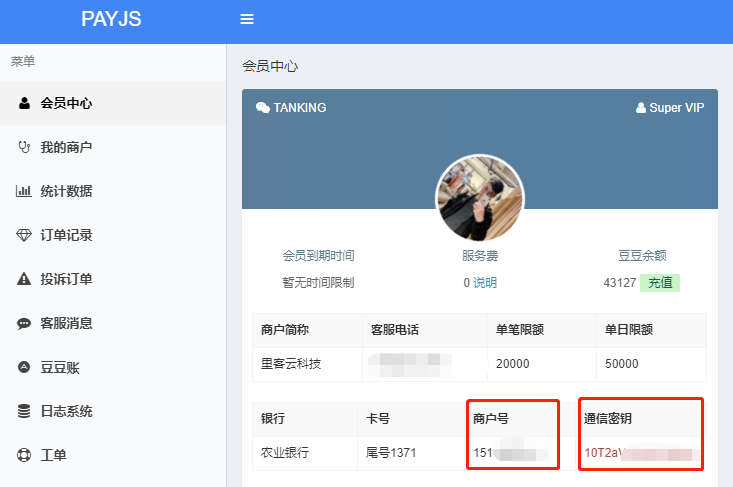 PAYJS
菜单
会员中心
我的商户
统计数据
订单记录
投诉订单
客服消息
豆豆账
日志系统
工单
会员中心
TANKING Super VIP
会员到期时间 服务费 豆豆余额
暂无时间限制 0 说明 43127 充值
商户简称 客服电话 单笔限额 单日限额
里客云科技 20000 50000
银行 卡号 商户号 通信密钥
农业银行 尾号1371 151 10T2a